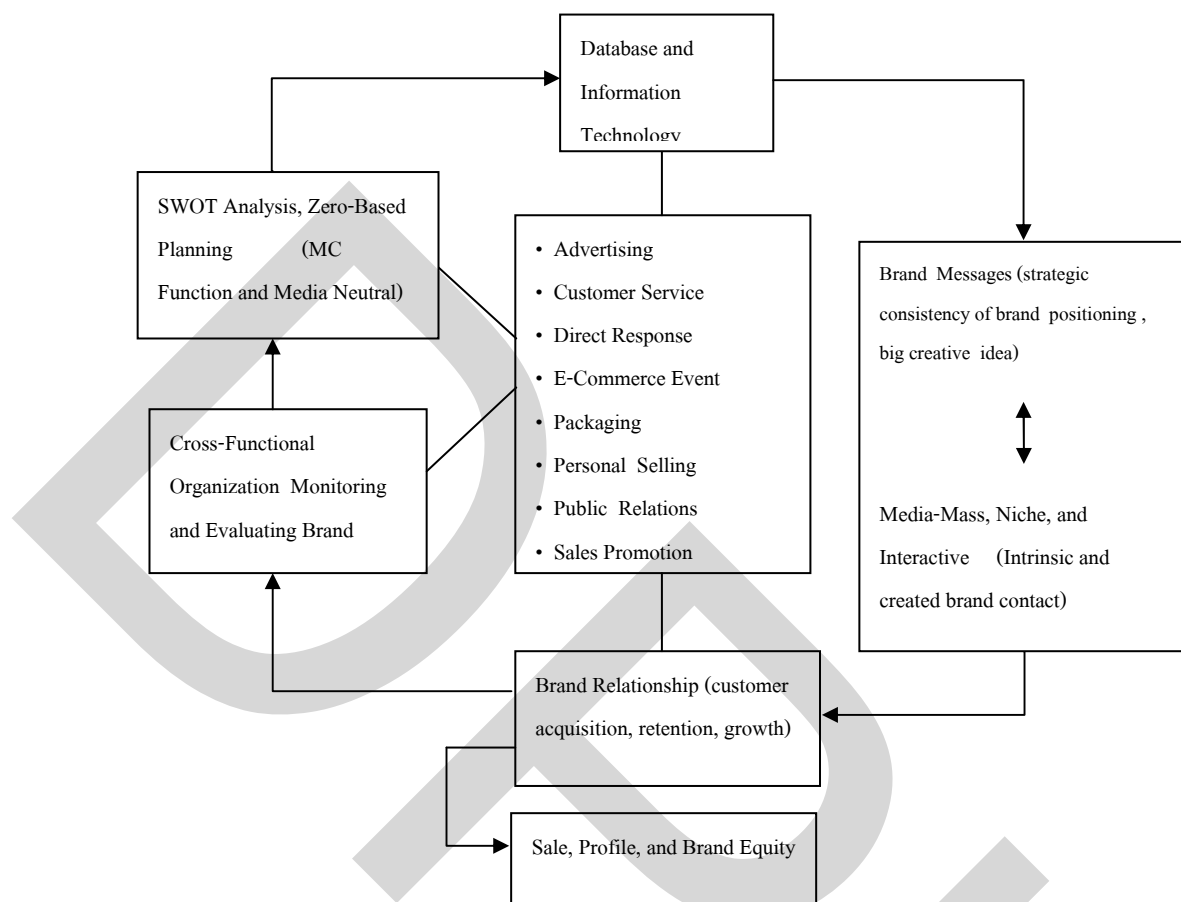 Database and
Information
Technology
SWOT Analysis, Zero-Based
Planning (MC
Function and Media Neutral)
• Advertising
• Customer Service
• Direct Response
• E-Commerce Event
• Packaging
• Personal Selling
• Public Relations
• Sales Promotion
Brand Messages (strategic
consistency of brand positioning ,
big creative idea)
Cross-Functional
Organization Monitoring
and Evaluating Brand
Media-Mass, Niche, and
Interactive (Intrinsic and
created brand contact)
Brand Relationship (customer
acquisition, retention, growth)
Sale, Profile, and Brand Equity